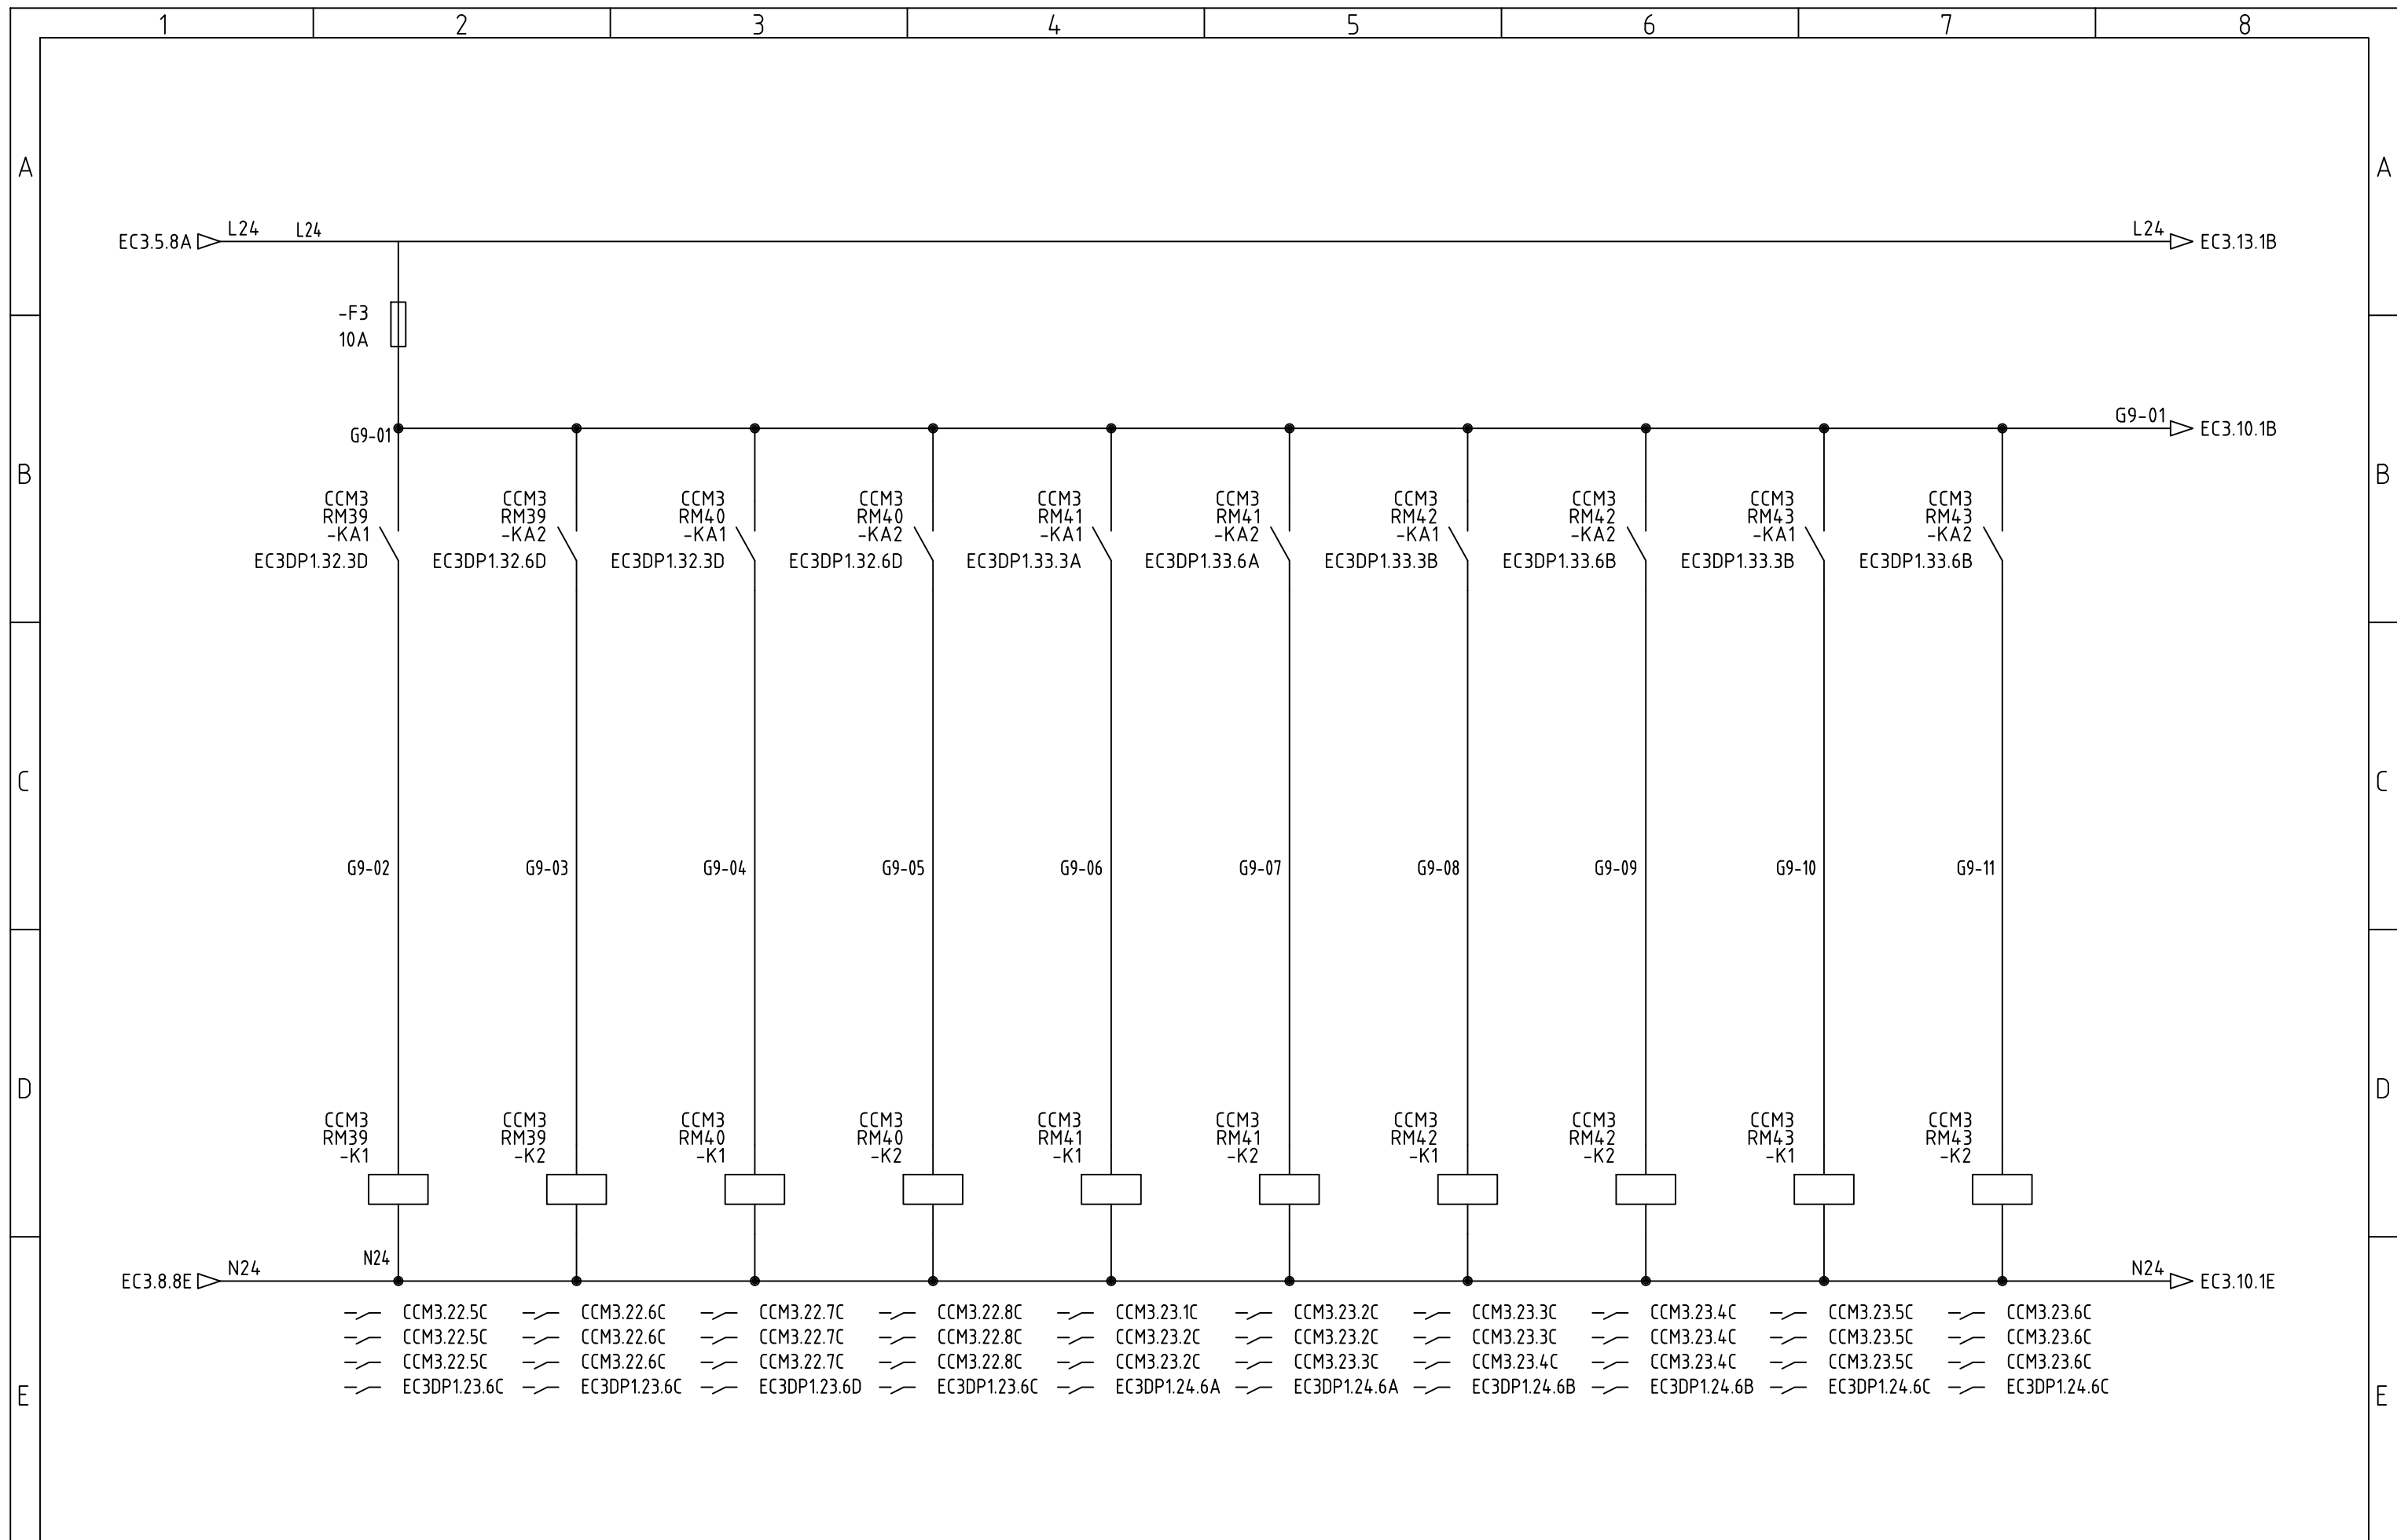 1 2 3 4 5 6 7 8
A A
L24 L24 L24
EC3.5.8A EC3.13.1B
-F3
10A
G9-01
G9-01 EC3.10.1B
B B
CCM3 CCM3 CCM3 CCM3 CCM3 CCM3 CCM3 CCM3 CCM3 CCM3
RM39 RM39 RM40 RM40 RM41 RM41 RM42 RM42 RM43 RM43
-KA1 -KA2 -KA1 -KA2 -KA1 -KA2 -KA1 -KA2 -KA1 -KA2
EC3DP1.32.3D EC3DP1.32.6D EC3DP1.32.3D EC3DP1.32.6D EC3DP1.33.3A EC3DP1.33.6A EC3DP1.33.3B EC3DP1.33.6B EC3DP1.33.3B EC3DP1.33.6B
C C
G9-02 G9-03 G9-04 G9-05 G9-06 G9-07 G9-08 G9-09 G9-10 G9-11
D D
CCM3 CCM3 CCM3 CCM3 CCM3 CCM3 CCM3 CCM3 CCM3 CCM3
RM39 RM39 RM40 RM40 RM41 RM41 RM42 RM42 RM43 RM43
-K1 -K2 -K1 -K2 -K1 -K2 -K1 -K2 -K1 -K2
N24 N24 N24
EC3.8.8E EC3.10.1E
CCM3.22.5C CCM3.22.6C CCM3.22.7C CCM3.22.8C CCM3.23.1C CCM3.23.2C CCM3.23.3C CCM3.23.4C CCM3.23.5C CCM3.23.6C
CCM3.22.5C CCM3.22.6C CCM3.22.7C CCM3.22.8C CCM3.23.2C CCM3.23.2C CCM3.23.3C CCM3.23.4C CCM3.23.5C CCM3.23.6C
CCM3.22.5C CCM3.22.6C CCM3.22.7C CCM3.22.8C CCM3.23.2C CCM3.23.3C CCM3.23.4C CCM3.23.4C CCM3.23.5C CCM3.23.6C
EC3DP1.23.6C EC3DP1.23.6C EC3DP1.23.6D EC3DP1.23.6C EC3DP1.24.6A EC3DP1.24.6A EC3DP1.24.6B EC3DP1.24.6B EC3DP1.24.6C EC3DP1.24.6C
E E